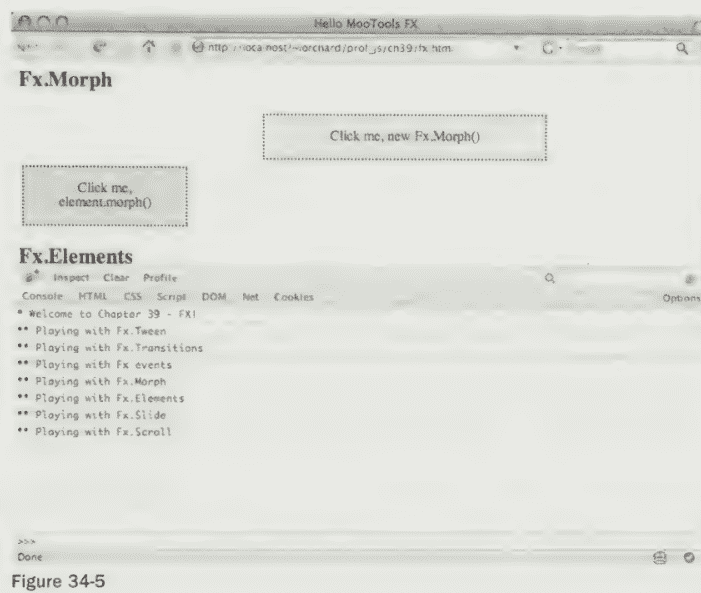 Hello MooTools FX
Fx.Morph
Click me, new Fx.Morph()
Click me,
element.morph()
Fx.Elements
Inspect Clear Profile
Console HTML CSS Script DOM Net Cookies Options
* Welcome to Chapter 39 - FX!
** Playing with Fx.Tween
** Playing with Fx.Transitions
** Playing with Fx events
** Playing with Fx.Morph
** Playing with Fx.Elements
** Playing with Fx.Slide
** Playing with Fx.Scroll
>>>
Done
Figure 34-5